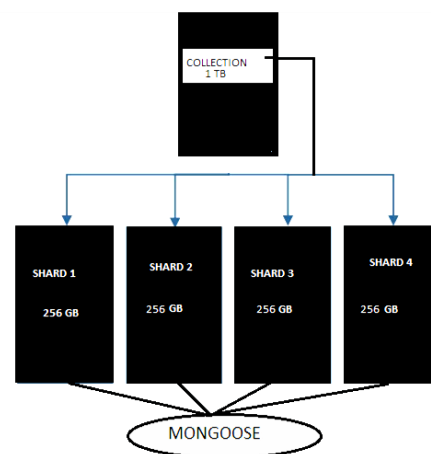 COLLECTION
1 TB
SHARD 1
256 GB
SHARD 2
256 GB
SHARD 3
256 GB
SHARD 4
256 GB
MONGOOSE